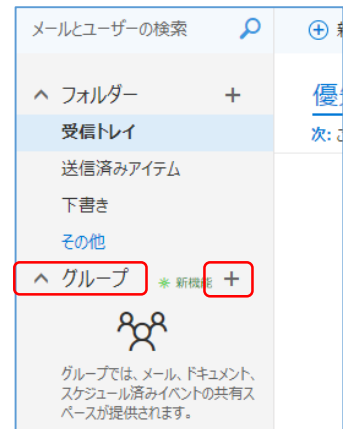 メールとユーザーの検索
フォルダー
受信トレイ
送信済みアイテム
下書き
その他
グループ
新機能
グループでは、メール、ドキュメント、
スケジュール済みイベントの共有ス
ペースが提供されます。
次: